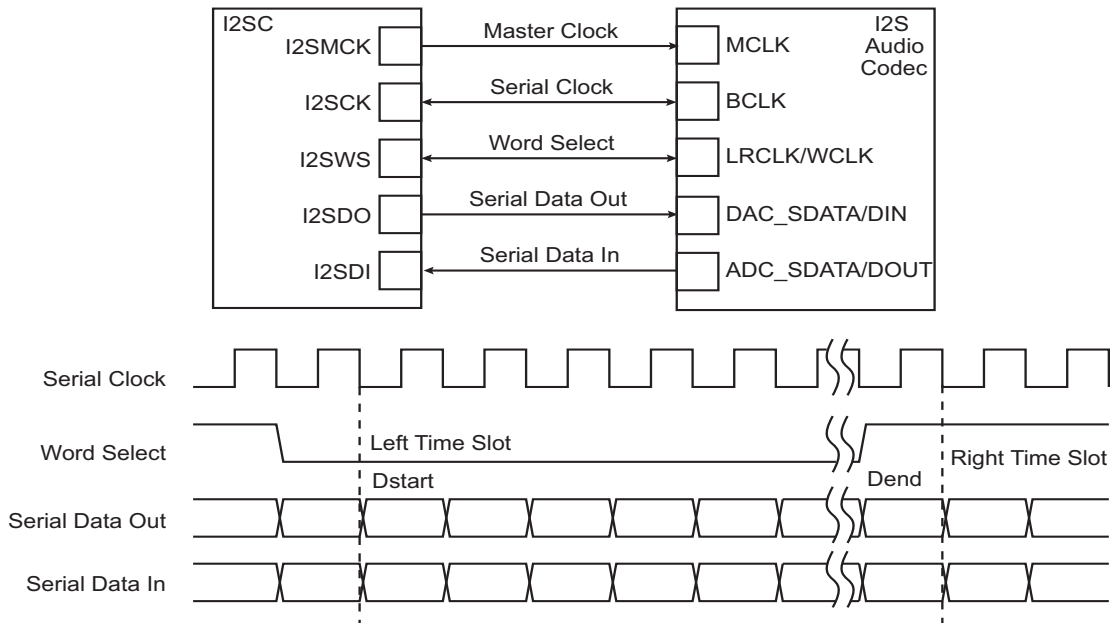 I2SC
I2S
Audio
Codec
I2SMCK
Master Clock
MCLK
I2SCK
Serial Clock
BCLK
I2SWS
Word Select
LRCLK/WCLK
I2SDO
Serial Data Out
DAC_SDATA/DIN
I2SDI
Serial Data In
ADC_SDATA/DOUT
Serial Clock
Word Select
Left Time Slot
Right Time Slot
Dstart
Dend
Serial Data Out
Serial Data In